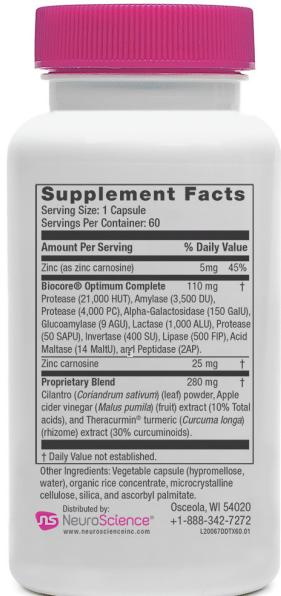 Supplement Facts
Serving Size: 1 Capsule
Servings Per Container: 60
Amount Per Serving % Daily Value
Zinc (as zinc carnosine) 5mg 45%
Biocore® Optimum Complete 110 mg †
Protease (21,000 HUT), Amylase (3,500 DU),
Protease (4,000 PC), Alpha-Galactosidase (150 GalU),
Glucoamylase (9 AGU), Lactase (1,000 ALU), Protease
(50 SAPU), Invertase (400 SU), Lipase (500 FIP), Acid
Maltase (14 MaltU), and Peptidase (2AP).
Zinc carnosine 25 mg †
Proprietary Blend 280 mg †
Cilantro (Coriandrum sativum) (leaf) powder, Apple
cider vinegar (Malus pumila) (fruit) extract (10% Total
acids), and Theracurmin® turmeric (Curcuma longa)
(rhizome) extract (30% curcuminoids).
† Daily Value not established.
Other Ingredients: Vegetable capsule (hypromellose,
water), organic rice concentrate, microcrystalline
cellulose, silica, and ascorbyl palmitate.
Distributed by:
ns NeuroScience®
www.neuroscienceinc.com
Osceola, WI 54020
+1-888-342-7272
L20067DDTX60.01